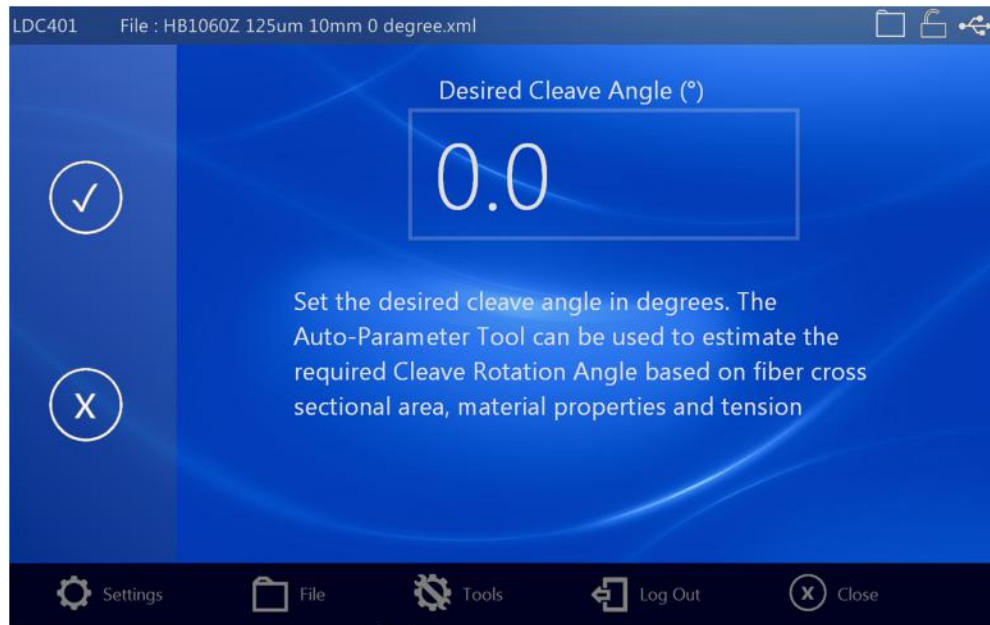 LDC401 File : HB1060Z 125um 10mm 0 degree.xml
Desired Cleave Angle (°)
0.0
Set the desired cleave angle in degrees. The
Auto-Parameter Tool can be used to estimate the
required Cleave Rotation Angle based on fiber cross
sectional area, material properties and tension
X
Settings File Tools Log Out X Close